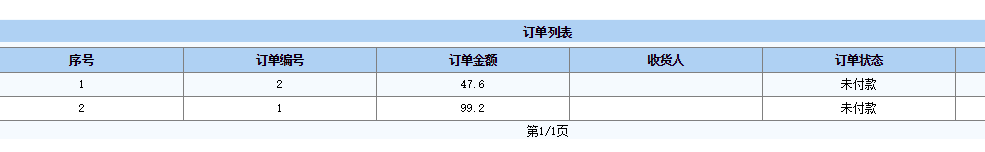 订单列表
序号 订单编号 订单金额 收货人 订单状态
1 2 47.6 未付款
2 1 99.2 未付款
第1/1页